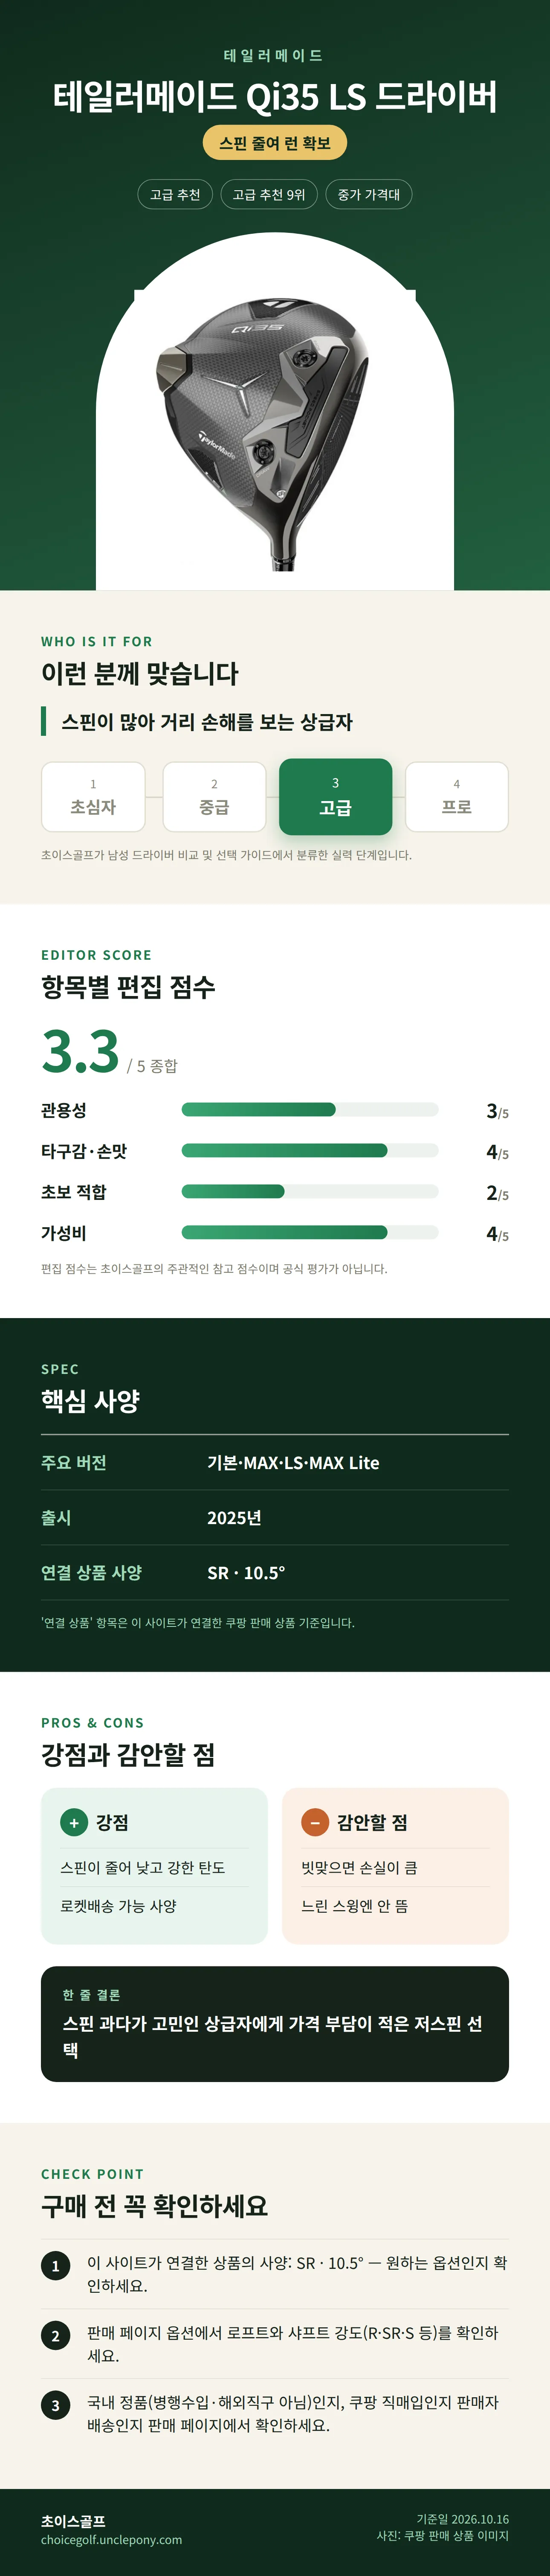 테일러메이드
테일러메이드 Qi35 LS 드라이버
스핀 줄여 런 확보
고급 추천
고급 추천 9위
중가 가격대
Qi35
TaylorMade
WHO IS IT FOR
이런 분께 맞습니다
스핀이 많아 거리 손해를 보는 상급자
1
초심자
2
중급
3
고급
4
프로
초이스골프가 남성 드라이버 비교 및 선택 가이드에서 분류한 실력 단계입니다.
EDITOR SCORE
항목별 편집 점수
3.3 / 5 종합
관용성 3/5
타구감·손맛 4/5
초보 적합 2/5
가성비 4/5
편집 점수는 초이스골프의 주관적인 참고 점수이며 공식 평가가 아닙니다.
SPEC
핵심 사양
주요 버전 기본·MAX·LS·MAX Lite
출시 2025년
연결 상품 사양 SR · 10.5°
'연결 상품' 항목은 이 사이트가 연결한 쿠팡 판매 상품 기준입니다.
PROS & CONS
강점과 감안할 점
+ 강점
스핀이 줄어 낮고 강한 탄도
로켓배송 가능 사양
− 감안할 점
빗맞으면 손실이 큼
느린 스윙엔 안 뜸
한 줄 결론
스핀 과다가 고민인 상급자에게 가격 부담이 적은 저스핀 선
택
CHECK POINT
구매 전 꼭 확인하세요
1 이 사이트가 연결한 상품의 사양: SR · 10.5° — 원하는 옵션인지 확
인하세요.
2 판매 페이지 옵션에서 로프트와 샤프트 강도(R·SR·S 등)를 확인하
세요.
3 국내 정품(병행수입·해외직구 아님)인지, 쿠팡 직매입인지 판매자
배송인지 판매 페이지에서 확인하세요.
초이스골프
choicegolf.unclepony.com
기준일 2026.10.16
사진: 쿠팡 판매 상품 이미지